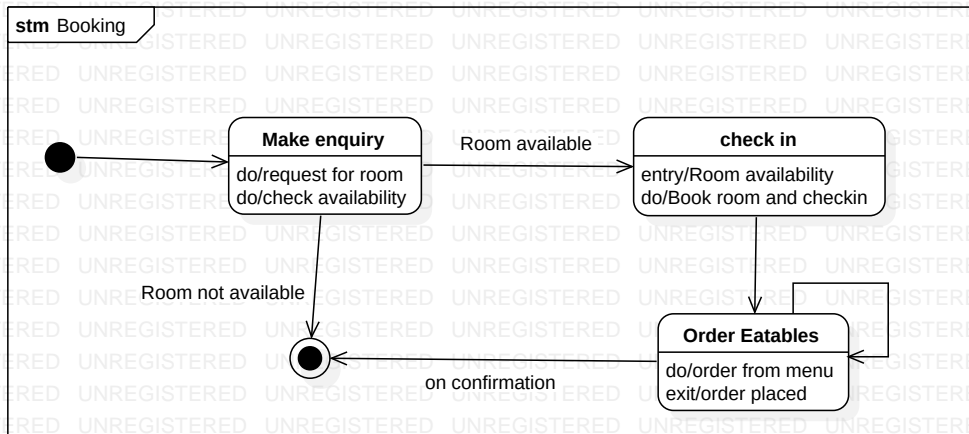 stm Booking
Make enquiry
do/request for room
do/check availability
Room available
check in
entry/Room availability
do/Book room and checkin
Room not available
Order Eatables
do/order from menu
exit/order placed
on confirmation
UNREGISTERED